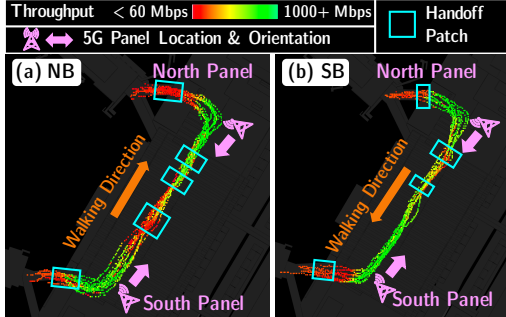 Throughput < 60 Mbps 1000+ Mbps
5G Panel Location & Orientation
Handoff
Patch
(a) NB
North Panel
Walking Direction
South Panel
(b) SB
North Panel
Walking Direction
South Panel